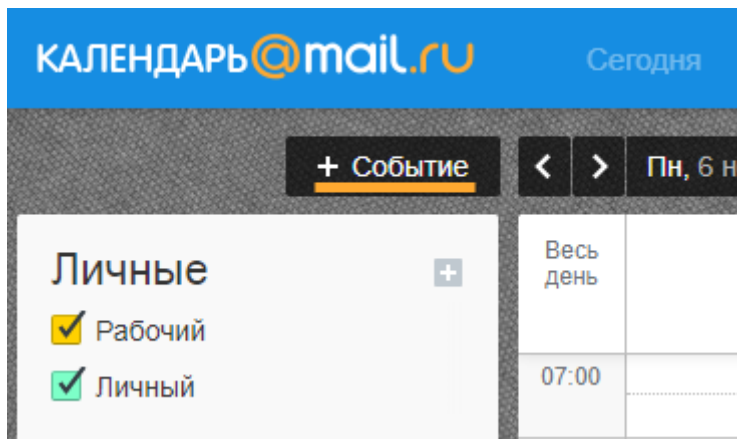 КАЛЕНДАРЬ@mail.ru
Сегодня
+ Событие
< > Пн, 6 н
Личные
Рабочий
Личный
Весь
день
07:00